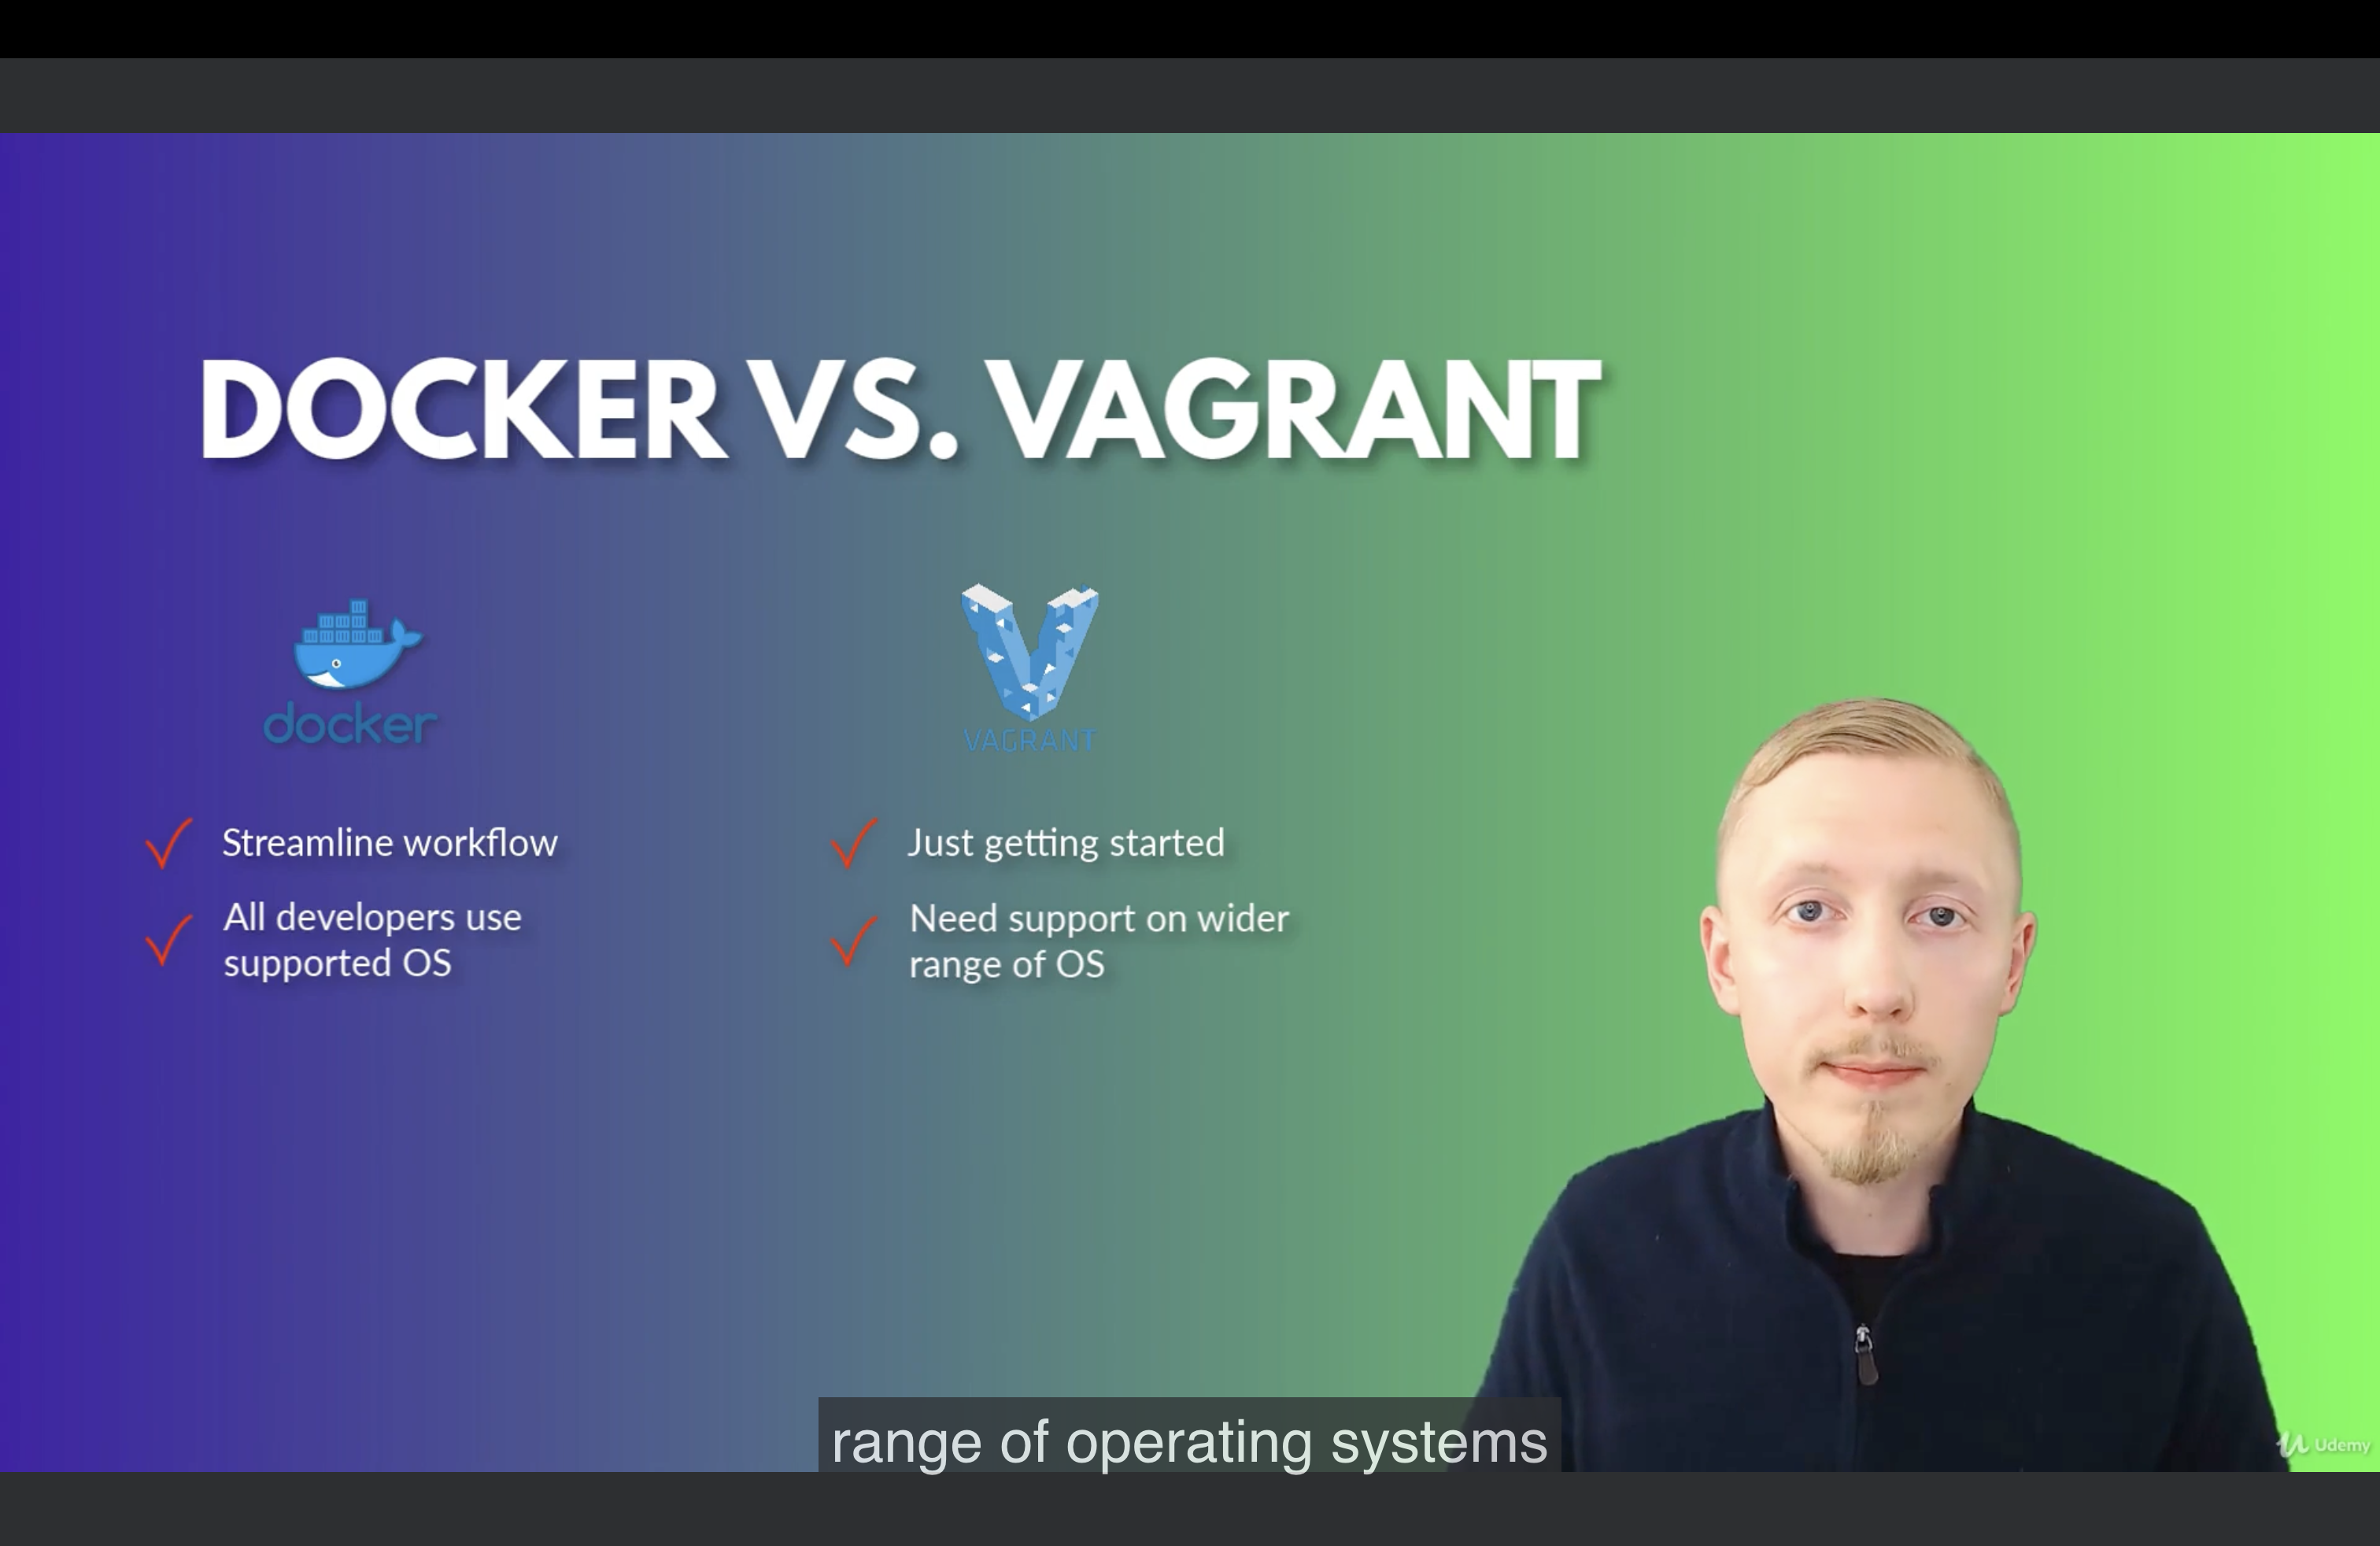 DOCKER VS. VAGRANT
docker
Streamline workflow
All developers use
supported OS
VAGRANT
Just getting started
Need support on wider
range of OS
range of operating systems
Udemy